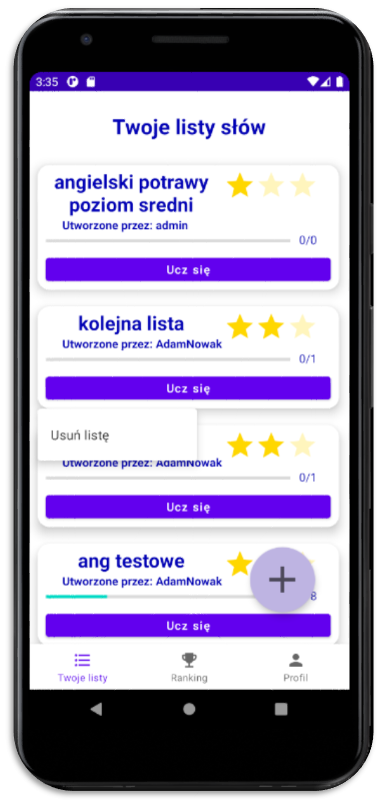 3:35
Twoje listy słów
angielski potrawy
poziom sredni
Utworzone przez: admin
0/0
Ucz się
kolejna lista
Utworzone przez: AdamNowak
0/1
Ucz się
Usuń listę
Utworzone przez: AdamNowak
0/1
Ucz się
ang testowe
Utworzone przez: AdamNowak
8
Ucz się
Twoje listy
Ranking
Profil